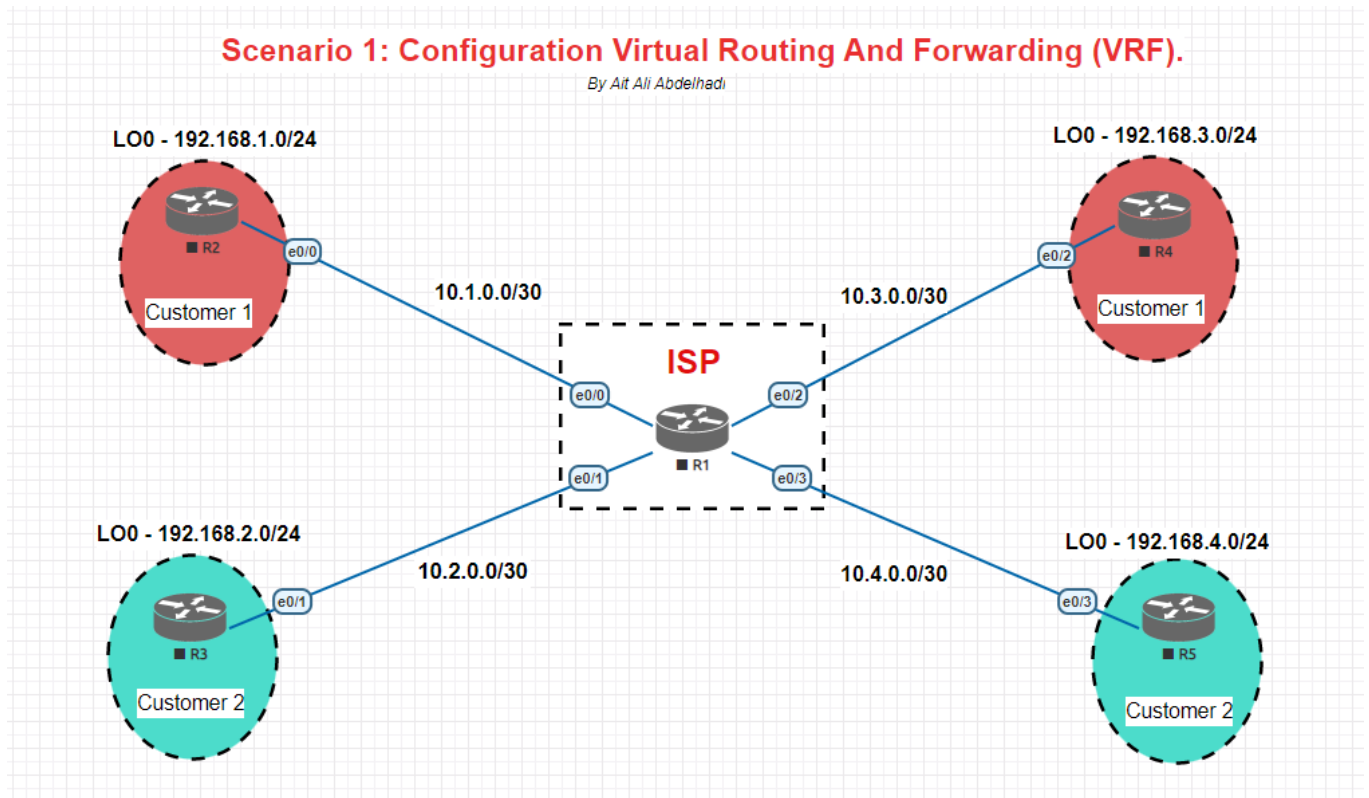 Scenario 1: Configuration Virtual Routing And Forwarding (VRF).
By Ait Ali Abdelhadi
LO0 - 192.168.1.0/24
LO0 - 192.168.3.0/24
R2
e0/0
Customer 1
R4
e0/2
Customer 1
10.1.0.0/30
10.3.0.0/30
ISP
e0/0
e0/2
R1
e0/1
e0/3
LO0 - 192.168.2.0/24
LO0 - 192.168.4.0/24
10.2.0.0/30
10.4.0.0/30
e0/1
R3
Customer 2
e0/3
R5
Customer 2